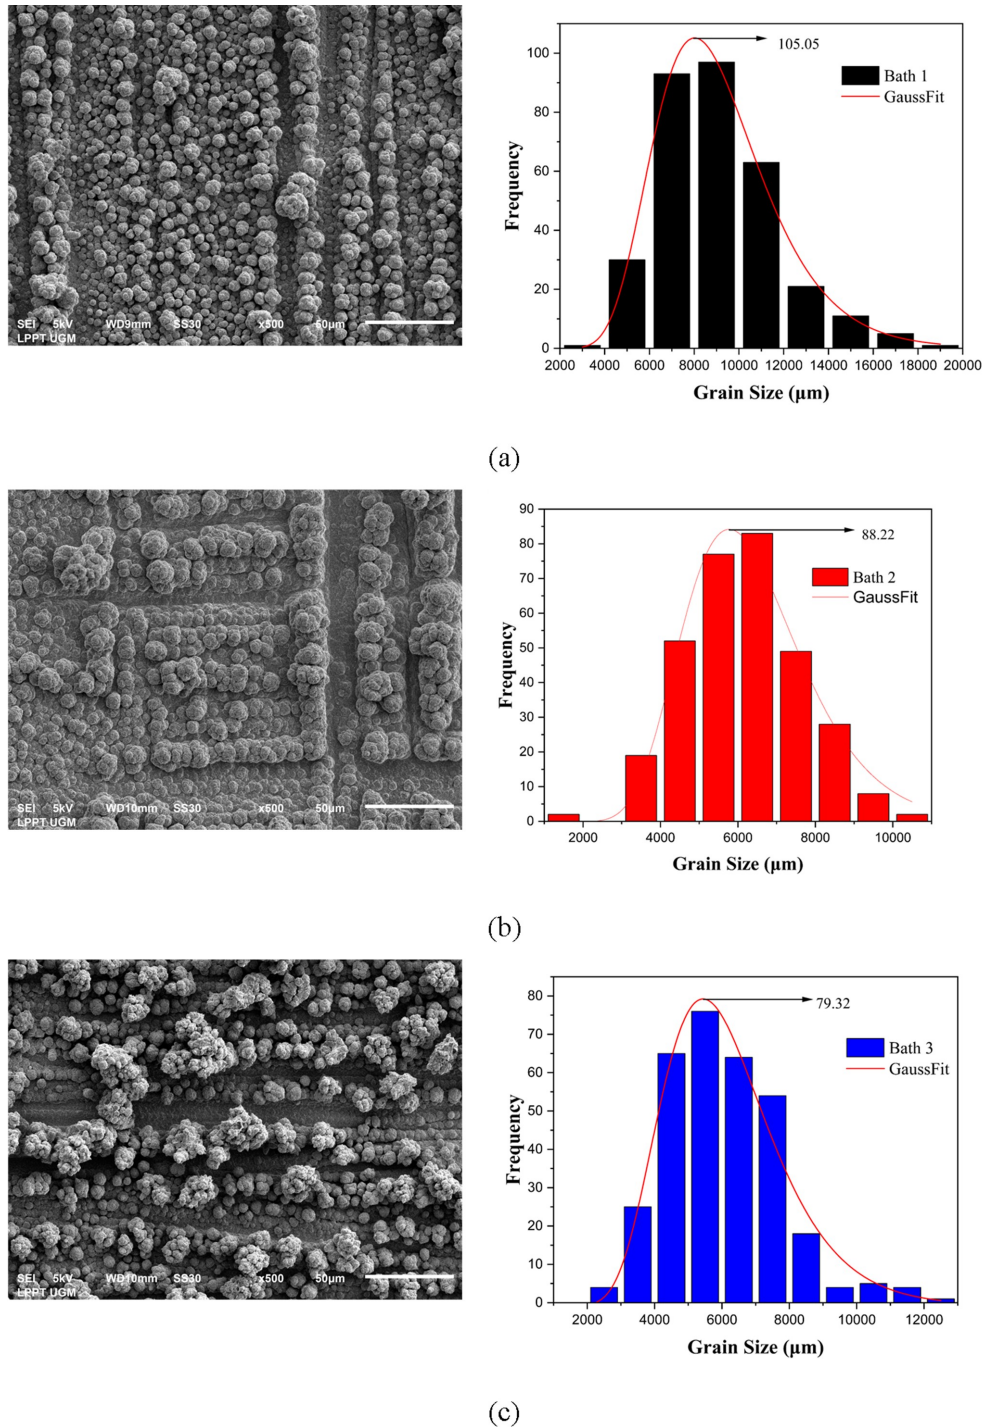 SEI 5kV WD9mm SS30 x500 50µm
LPPT UGM
105.05
Bath 1
GaussFit
Frequency
100
80
60
40
20
0
2000 4000 6000 8000 10000 12000 14000 16000 18000 20000
Grain Size (µm)
(a)
SEI 5kV WD10mm SS30 x500 50µm
LPPT UGM
88.22
Bath 2
GaussFit
Frequency
90
80
70
60
50
40
30
20
10
0
2000 4000 6000 8000 10000
Grain Size (µm)
(b)
SEI 5kV WD10mm SS30 x500 50µm
LPPT UGM
79.32
Bath 3
GaussFit
Frequency
80
70
60
50
40
30
20
10
0
2000 4000 6000 8000 10000 12000
Grain Size (µm)
(c)